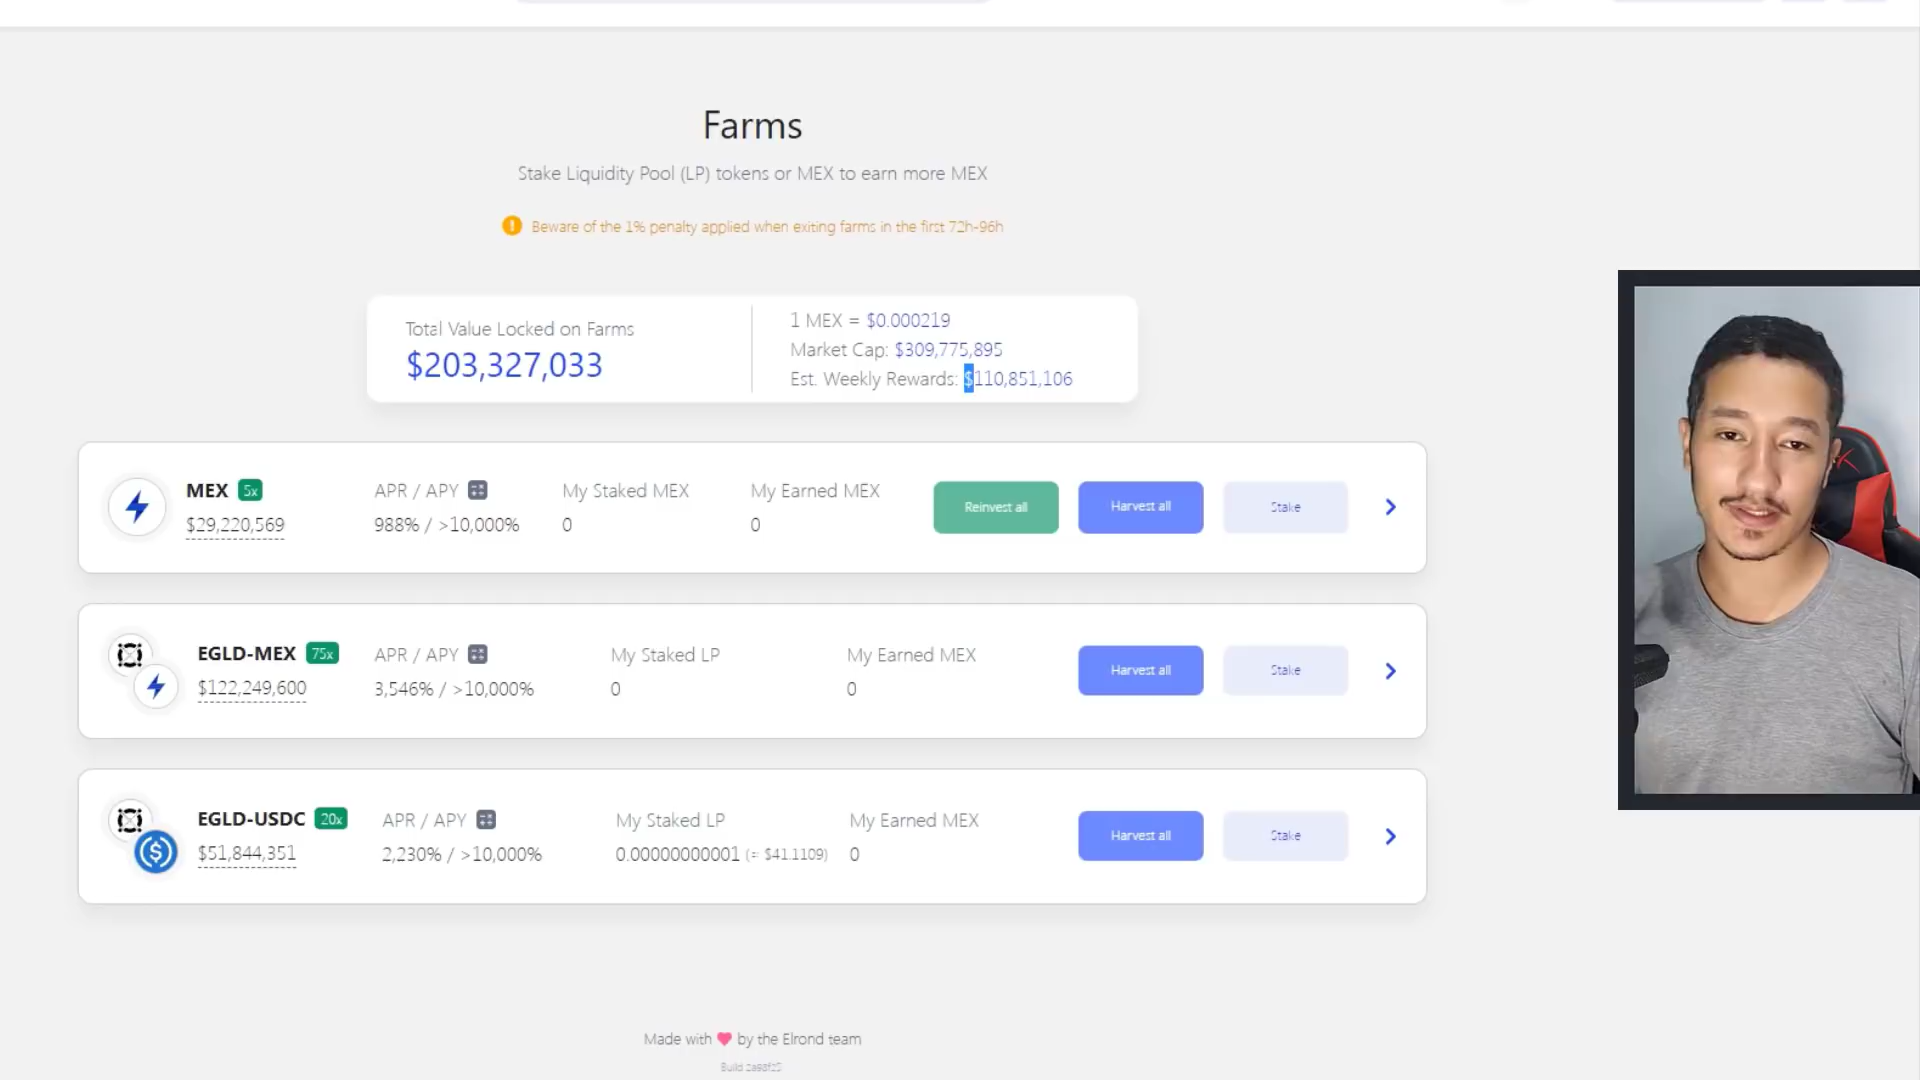 Farms
Stake Liquidity Pool (LP) tokens or MEX to earn more MEX
Beware of the 1% penalty applied when exiting farms in the first 72h-96h
Total Value Locked on Farms
$203,327,033
1 MEX = $0.000219
Market Cap: $309,775,895
Est. Weekly Rewards: $110,851,106
MEX 5x
$29,220,569
APR / APY
988% / >10,000%
My Staked MEX
0
My Earned MEX
0
Reinvest all
Harvest all
Stake
EGLD-MEX 75x
$122,249,600
APR / APY
3,546% / >10,000%
My Staked LP
0
My Earned MEX
0
Harvest all
Stake
EGLD-USDC 20x
$51,844,351
APR / APY
2,230% / >10,000%
My Staked LP
0.00000000001 (= $41.1109)
My Earned MEX
0
Harvest all
Stake
Made with ❤ by the Elrond team
Build